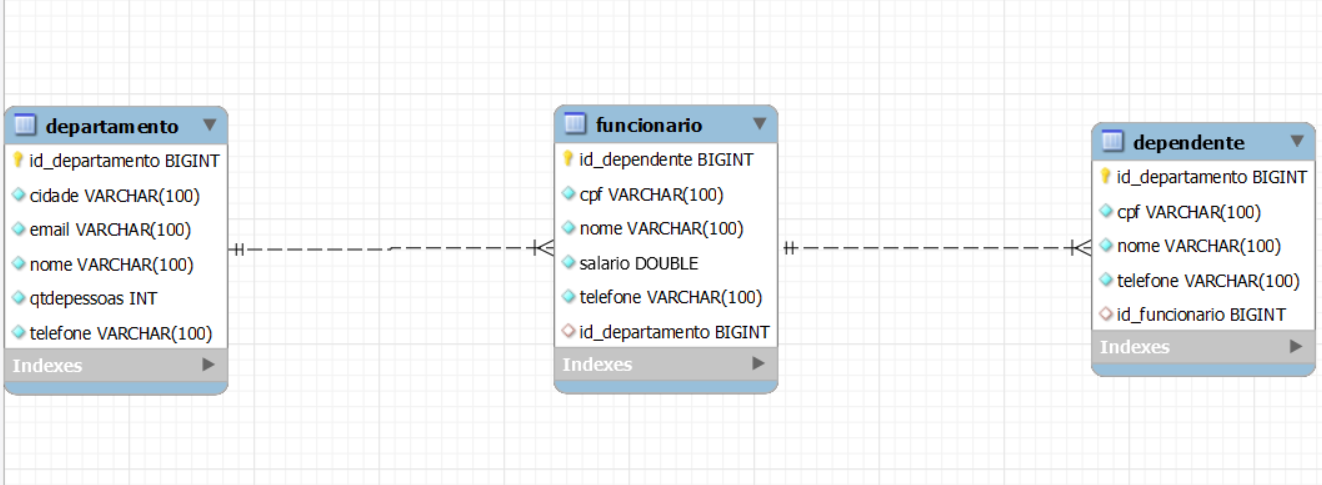 departamento
id_departamento BIGINT
cidade VARCHAR(100)
email VARCHAR(100)
nome VARCHAR(100)
qtdepessoas INT
telefone VARCHAR(100)
Indexes
funcionario
id_dependente BIGINT
cpf VARCHAR(100)
nome VARCHAR(100)
salario DOUBLE
telefone VARCHAR(100)
id_departamento BIGINT
Indexes
dependente
id_departamento BIGINT
cpf VARCHAR(100)
nome VARCHAR(100)
telefone VARCHAR(100)
id_funcionario BIGINT
Indexes